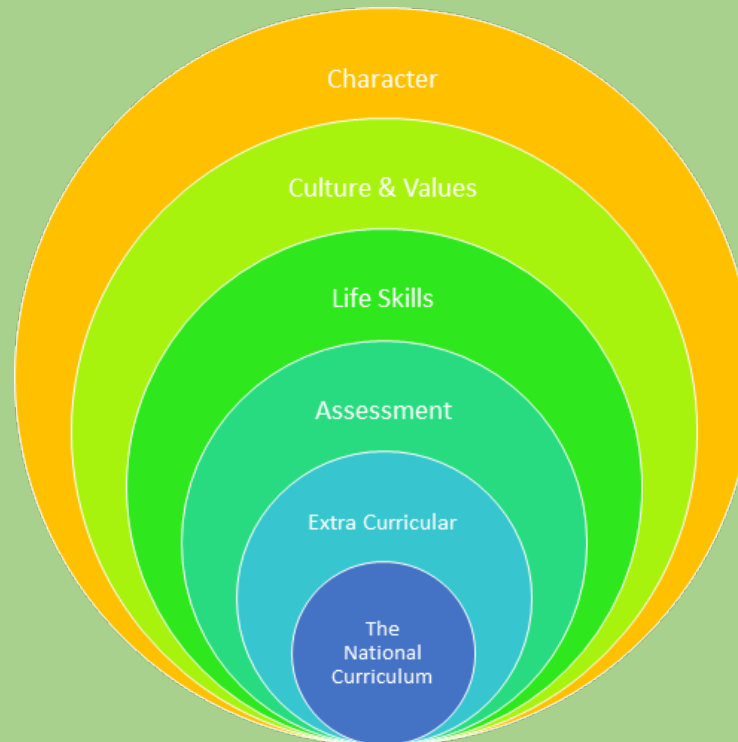 Character
Culture & Values
Life Skills
Assessment
Extra Curricular
The
National
Curriculum